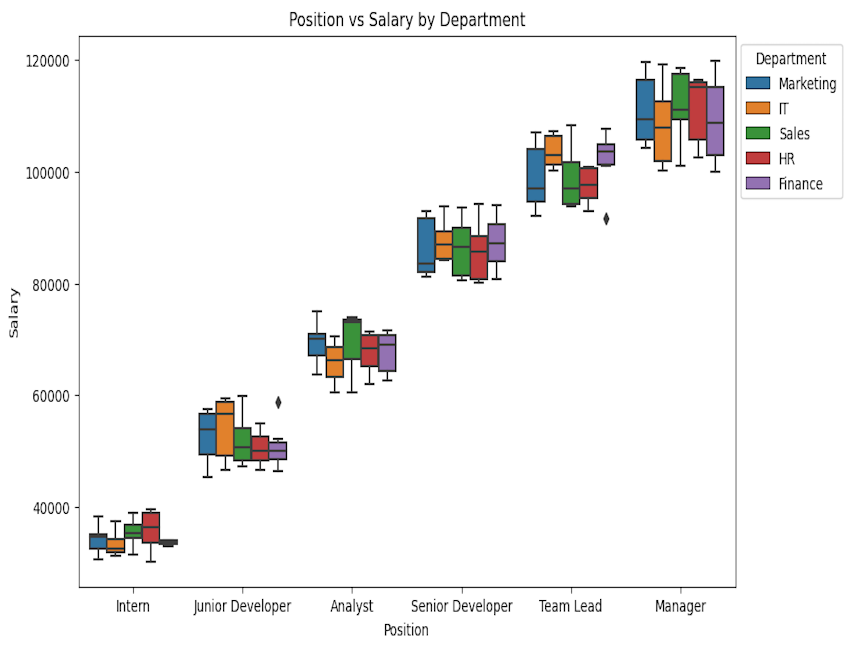 Position vs Salary by Department
Department
Marketing
IT
Sales
HR
Finance
120000
100000
80000
60000
40000
Salary
Intern
Junior Developer
Analyst
Senior Developer
Team Lead
Manager
Position